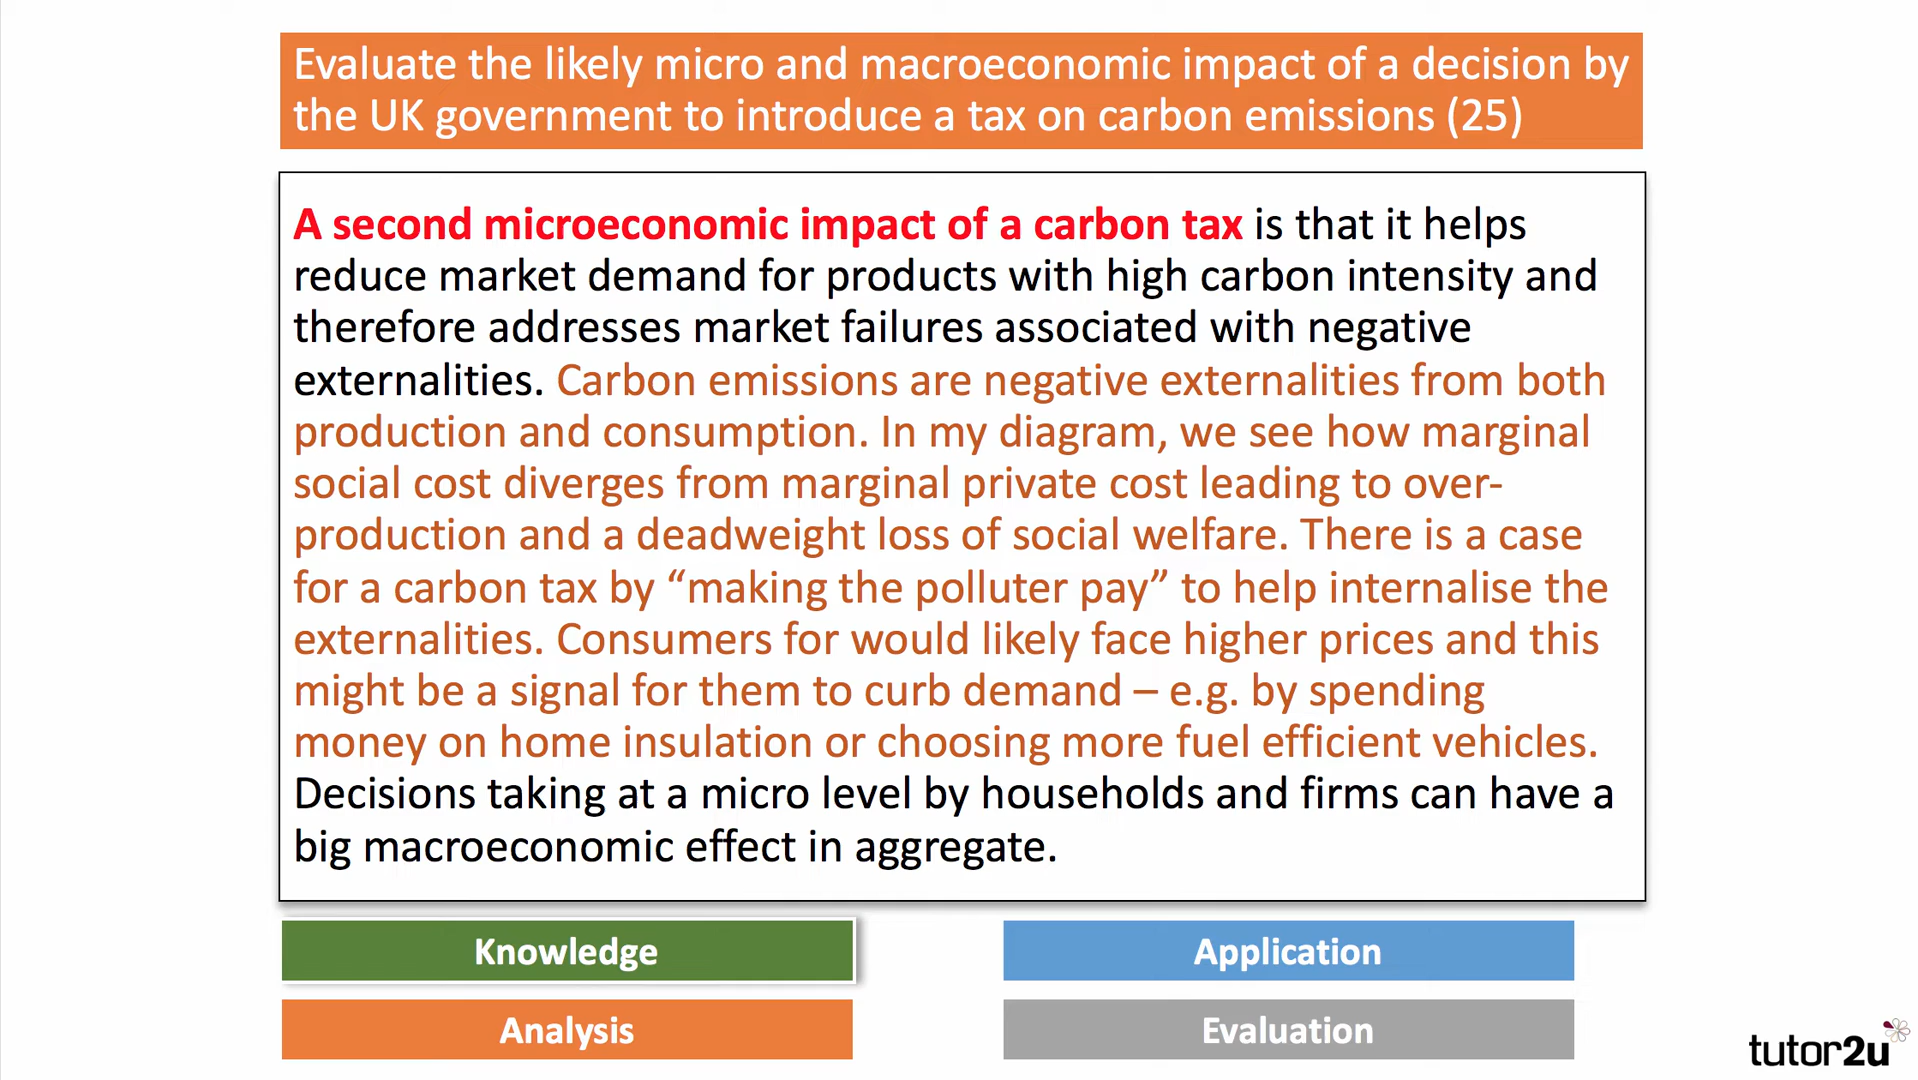 Evaluate the likely micro and macroeconomic impact of a decision by
the UK government to introduce a tax on carbon emissions (25)
A second microeconomic impact of a carbon tax is that it helps
reduce market demand for products with high carbon intensity and
therefore addresses market failures associated with negative
externalities. Carbon emissions are negative externalities from both
production and consumption. In my diagram, we see how marginal
social cost diverges from marginal private cost leading to over-
production and a deadweight loss of social welfare. There is a case
for a carbon tax by “making the polluter pay” to help internalise the
externalities. Consumers for would likely face higher prices and this
might be a signal for them to curb demand – e.g. by spending
money on home insulation or choosing more fuel efficient vehicles.
Decisions taking at a micro level by households and firms can have a
big macroeconomic effect in aggregate.
Knowledge
Application
Analysis
Evaluation
tutor2u